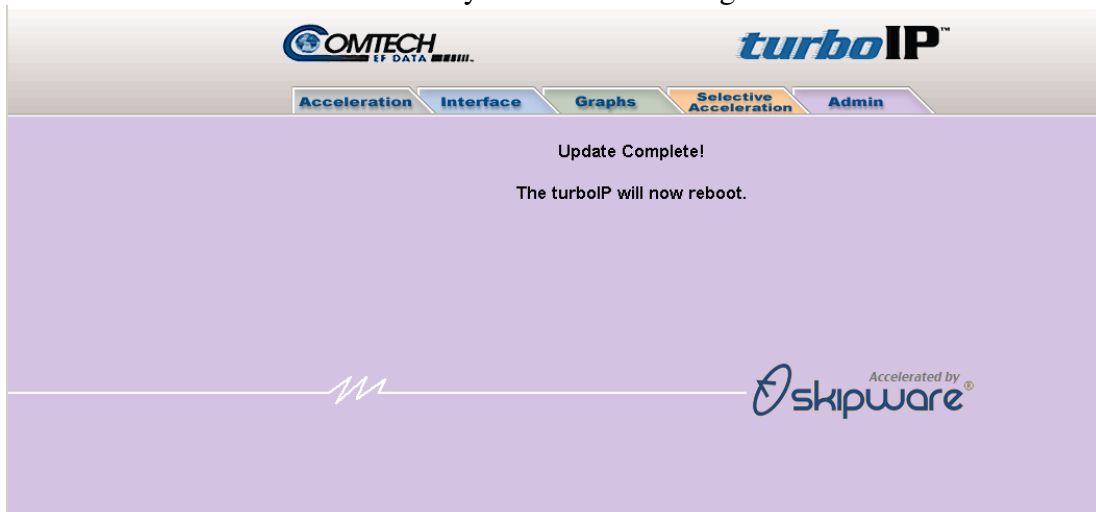 COMTECH
EF DATA
turboIP™
Acceleration
Interface
Graphs
Selective
Acceleration
Admin
Update Complete!
The turboIP will now reboot.
Accelerated by
skipware®